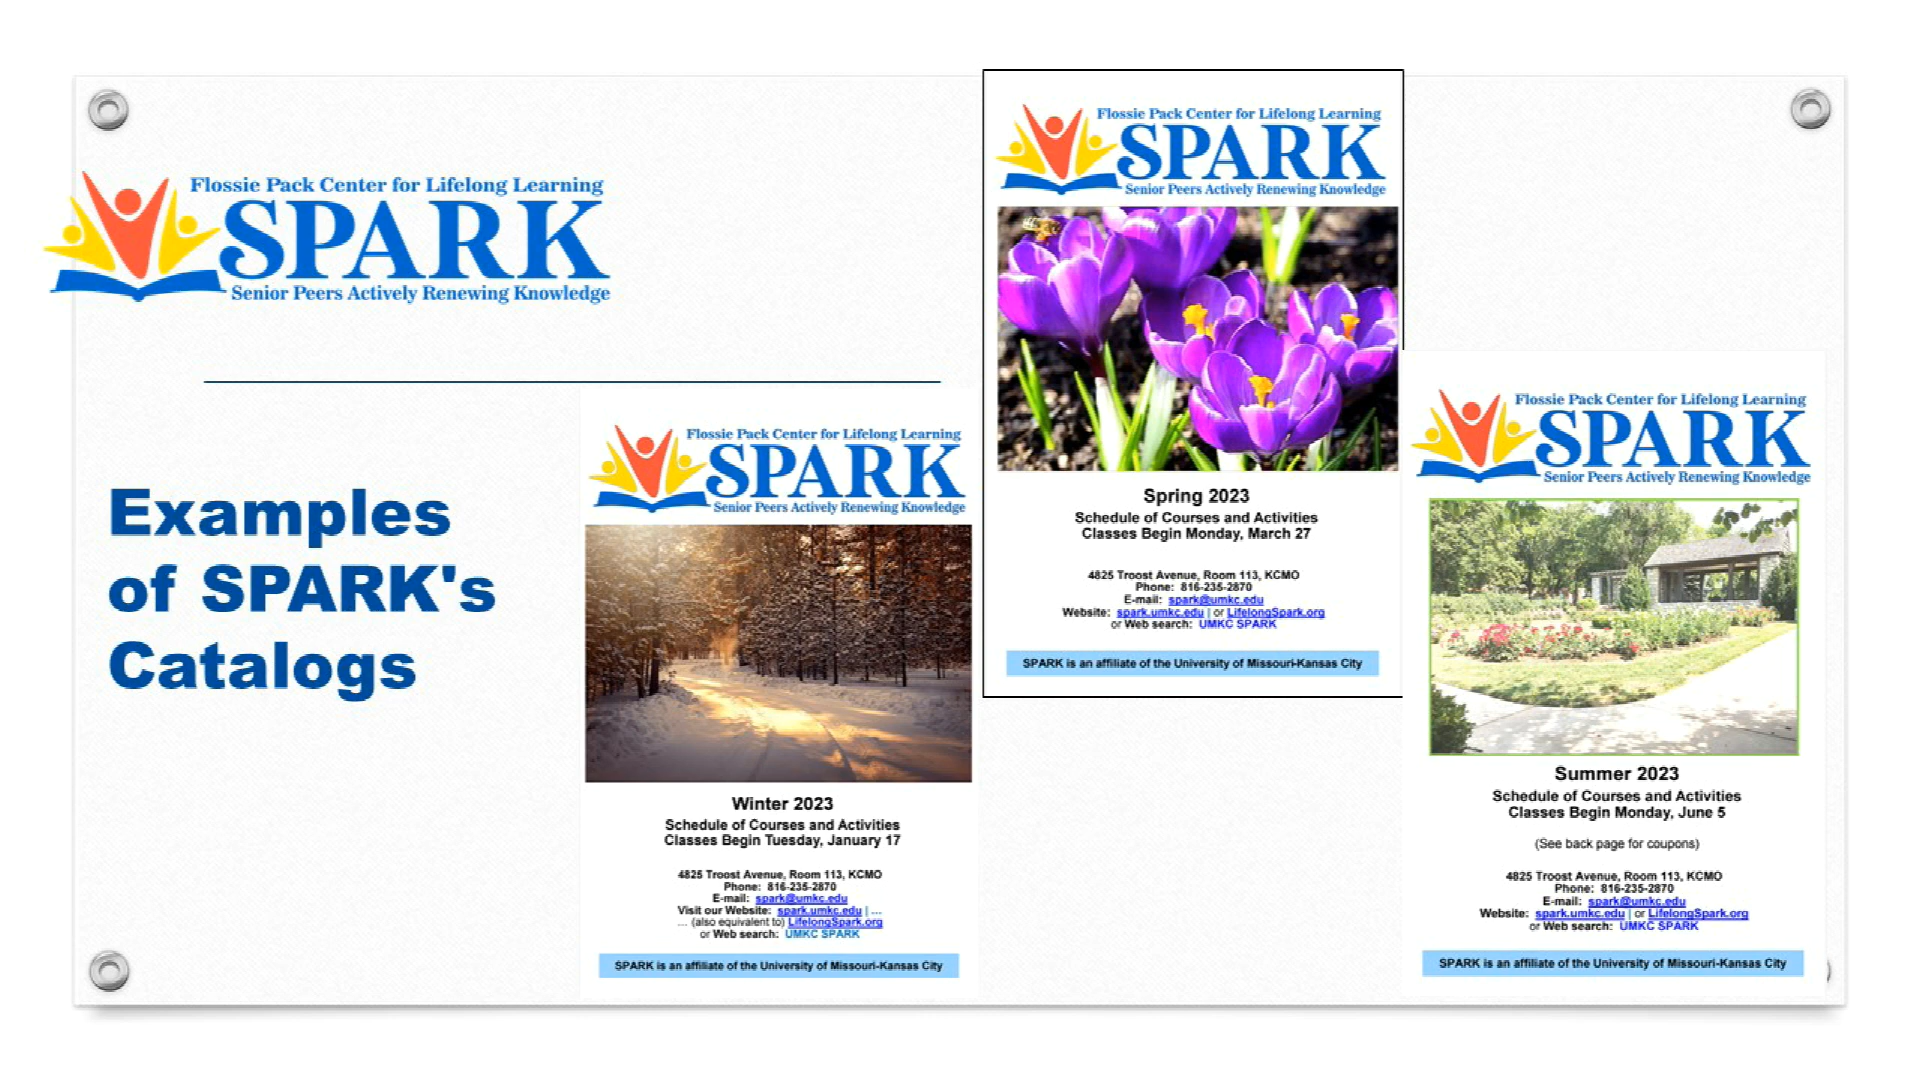 Flossie Pack Center for Lifelong Learning
SPARK
Senior Peers Actively Renewing Knowledge
Examples
of SPARK's
Catalogs
Flossie Pack Center for Lifelong Learning
SPARK
Senior Peers Actively Renewing Knowledge
Winter 2023
Schedule of Courses and Activities
Classes Begin Tuesday, January 17
4825 Troost Avenue, Room 113, KCMO
Phone: 816-235-2870
E-mail: spark@umkc.edu
Visit our Website: spark.umkc.edu | ...
... (also equivalent to) LifelongSpark.org
or Web search: UMKC SPARK
SPARK is an affiliate of the University of Missouri-Kansas City
Flossie Pack Center for Lifelong Learning
SPARK
Senior Peers Actively Renewing Knowledge
Spring 2023
Schedule of Courses and Activities
Classes Begin Monday, March 27
4825 Troost Avenue, Room 113, KCMO
Phone: 816-235-2870
E-mail: spark@umkc.edu
Website: spark.umkc.edu | or LifelongSpark.org
or Web search: UMKC SPARK
SPARK is an affiliate of the University of Missouri-Kansas City
Flossie Pack Center for Lifelong Learning
SPARK
Senior Peers Actively Renewing Knowledge
Summer 2023
Schedule of Courses and Activities
Classes Begin Monday, June 5
(See back page for coupons)
4825 Troost Avenue, Room 113, KCMO
Phone: 816-235-2870
E-mail: spark@umkc.edu
Website: spark.umkc.edu | or LifelongSpark.org
or Web search: UMKC SPARK
SPARK is an affiliate of the University of Missouri-Kansas City